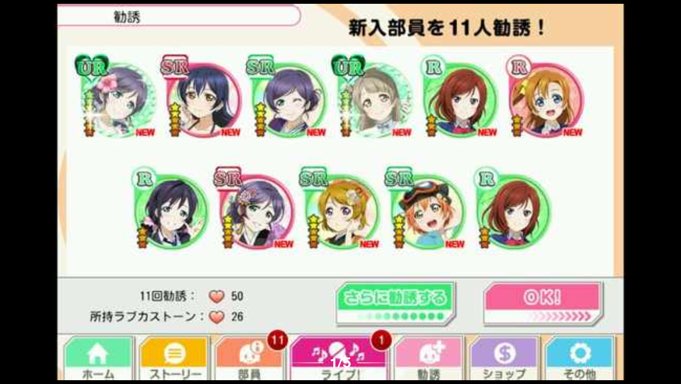 勧誘
新入部員を11人勧誘！
UR SR SR UR R R
NEW NEW NEW NEW NEW
R SR SR SR R
NEW NEW NEW
11回勧誘： 50
所持ラブカストーン： 26
さらに勧誘する
OK!
11 1
1/5
ホーム ストーリー 部員 ライブ! 勧誘 ショップ その他